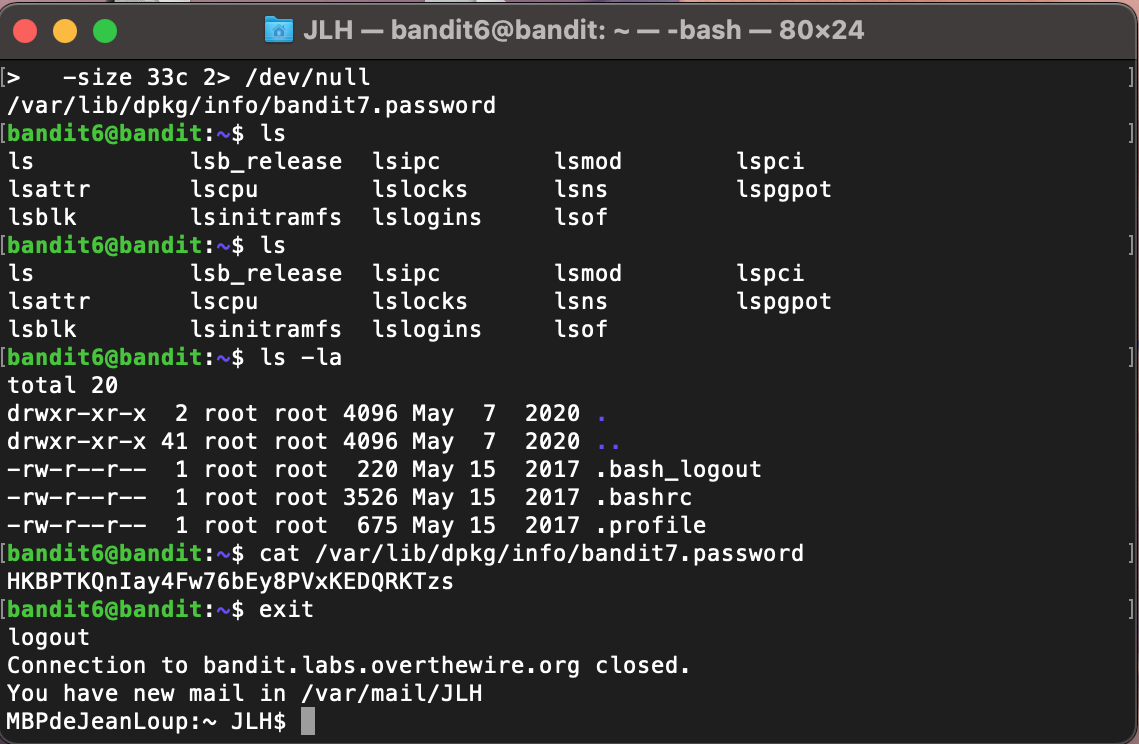 JLH — bandit6@bandit: ~ — -bash — 80×24
[>   -size 33c 2> /dev/null ]
/var/lib/dpkg/info/bandit7.password
[bandit6@bandit:~$ ls ]
ls           lsb_release  lsipc        lsmod        lspci
lsattr       lscpu        lslocks      lsns         lspgpot
lsblk        lsinitramfs  lslogins     lsof
[bandit6@bandit:~$ ls ]
ls           lsb_release  lsipc        lsmod        lspci
lsattr       lscpu        lslocks      lsns         lspgpot
lsblk        lsinitramfs  lslogins     lsof
[bandit6@bandit:~$ ls -la ]
total 20
drwxr-xr-x  2 root root 4096 May  7  2020 .
drwxr-xr-x 41 root root 4096 May  7  2020 ..
-rw-r--r--  1 root root  220 May 15  2017 .bash_logout
-rw-r--r--  1 root root 3526 May 15  2017 .bashrc
-rw-r--r--  1 root root  675 May 15  2017 .profile
[bandit6@bandit:~$ cat /var/lib/dpkg/info/bandit7.password ]
HKBPTKQnIay4Fw76bEy8PVxKEDQRKTzs
[bandit6@bandit:~$ exit ]
logout
Connection to bandit.labs.overthewire.org closed.
You have new mail in /var/mail/JLH
MBPdeJeanLoup:~ JLH$